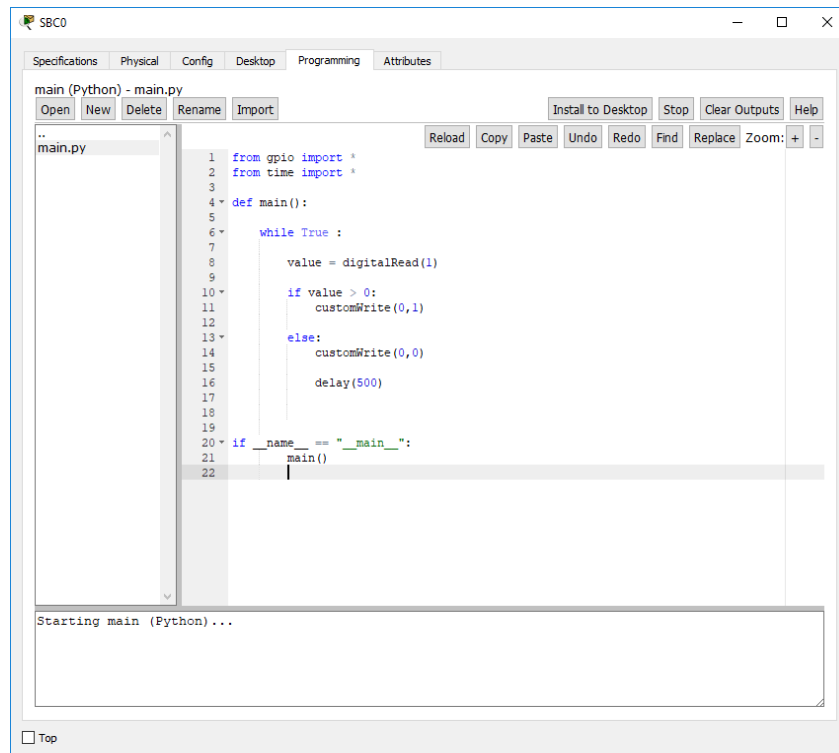 SBC0
Specifications Physical Config Desktop Programming Attributes
main (Python) - main.py
Open New Delete Rename Import Install to Desktop Stop Clear Outputs Help
..
main.py
Reload Copy Paste Undo Redo Find Replace Zoom: + -
1 from gpio import *
2 from time import *
3
4 def main():
5
6 while True :
7
8 value = digitalRead(1)
9
10 if value > 0:
11 customWrite(0,1)
12
13 else:
14 customWrite(0,0)
15
16 delay(500)
17
18
19
20 if __name__ == "__main__":
21 main()
22
Starting main (Python)...
Top